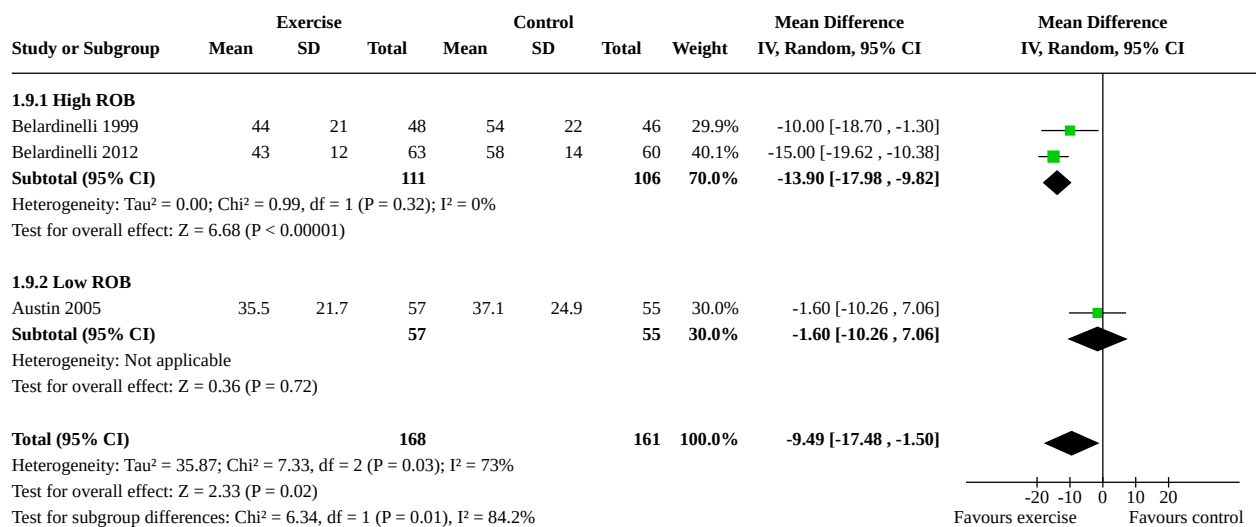 Exercise Control Mean Difference Mean Difference
Study or Subgroup Mean SD Total Mean SD Total Weight IV, Random, 95% CI IV, Random, 95% CI
1.9.1 High ROB
Belardinelli 1999 44 21 48 54 22 46 29.9% -10.00 [-18.70 , -1.30]
Belardinelli 2012 43 12 63 58 14 60 40.1% -15.00 [-19.62 , -10.38]
Subtotal (95% CI) 111 106 70.0% -13.90 [-17.98 , -9.82]
Heterogeneity: Tau² = 0.00; Chi² = 0.99, df = 1 (P = 0.32); I² = 0%
Test for overall effect: Z = 6.68 (P < 0.00001)
1.9.2 Low ROB
Austin 2005 35.5 21.7 57 37.1 24.9 55 30.0% -1.60 [-10.26 , 7.06]
Subtotal (95% CI) 57 55 30.0% -1.60 [-10.26 , 7.06]
Heterogeneity: Not applicable
Test for overall effect: Z = 0.36 (P = 0.72)
Total (95% CI) 168 161 100.0% -9.49 [-17.48 , -1.50]
Heterogeneity: Tau² = 35.87; Chi² = 7.33, df = 2 (P = 0.03); I² = 73%
Test for overall effect: Z = 2.33 (P = 0.02)
-20 -10 0 10 20
Test for subgroup differences: Chi² = 6.34, df = 1 (P = 0.01), I² = 84.2%
Favours exercise Favours control